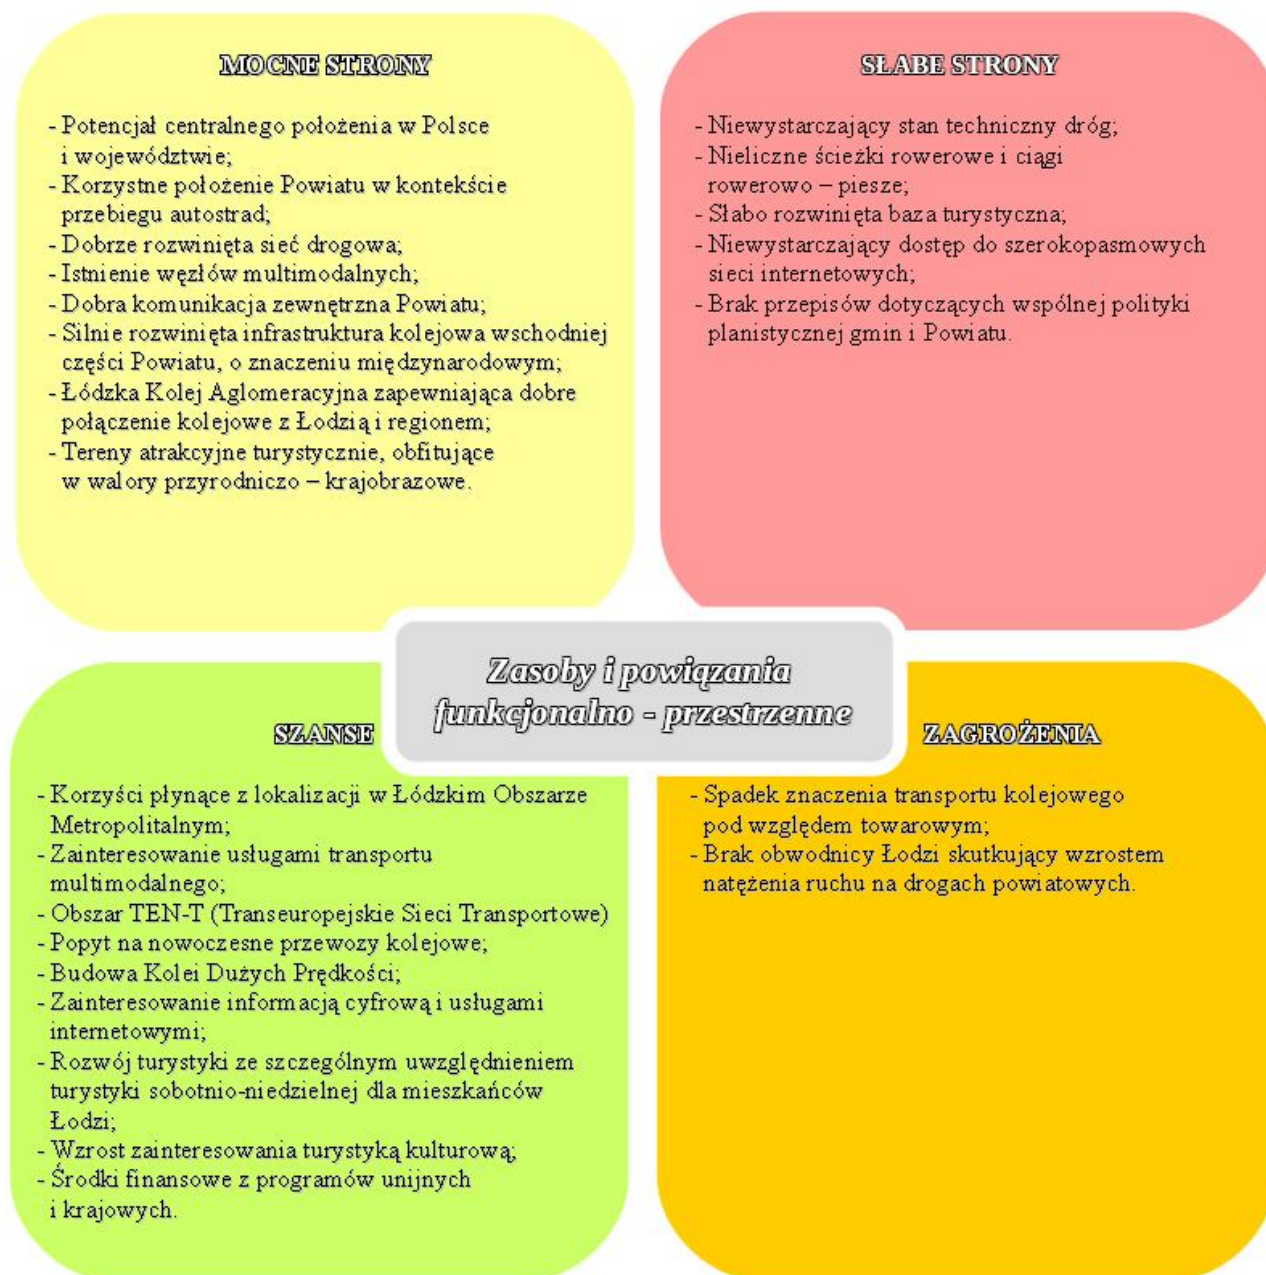 MOCNE STRONY
- Potencjał centralnego położenia w Polsce
i województwie;
- Korzystne położenie Powiatu w kontekście
przebiegu autostrad;
- Dobrze rozwinięta sieć drogowa;
- Istnienie węzłów multimodalnych;
- Dobra komunikacja zewnętrzna Powiatu;
- Silnie rozwinięta infrastruktura kolejowa wschodniej
części Powiatu, o znaczeniu międzynarodowym;
- Łódzka Kolej Aglomeracyjna zapewniająca dobre
połączenie kolejowe z Łodzią i regionem;
- Tereny atrakcyjne turystycznie, obfitujące
w walory przyrodniczo – krajobrazowe.
SŁABE STRONY
- Niewystarczający stan techniczny dróg;
- Nieliczne ścieżki rowerowe i ciągi
rowerowo – piesze;
- Słabo rozwinięta baza turystyczna;
- Niewystarczający dostęp do szerokopasmowych
sieci internetowych;
- Brak przepisów dotyczących wspólnej polityki
planistycznej gmin i Powiatu.
Zasoby i powiązania
funkcjonalno - przestrzenne
SZANSE
- Korzyści płynące z lokalizacji w Łódzkim Obszarze
Metropolitalnym;
- Zainteresowanie usługami transportu
multimodalnego;
- Obszar TEN-T (Transeuropejskie Sieci Transportowe)
- Popyt na nowoczesne przewozy kolejowe;
- Budowa Kolei Dużych Prędkości;
- Zainteresowanie informacją cyfrową i usługami
internetowymi;
- Rozwój turystyki ze szczególnym uwzględnieniem
turystyki sobotnio-niedzielnej dla mieszkańców
Łodzi;
- Wzrost zainteresowania turystyką kulturową;
- Środki finansowe z programów unijnych
i krajowych.
ZAGROŻENIA
- Spadek znaczenia transportu kolejowego
pod względem towarowym;
- Brak obwodnicy Łodzi skutkujący wzrostem
natężenia ruchu na drogach powiatowych.